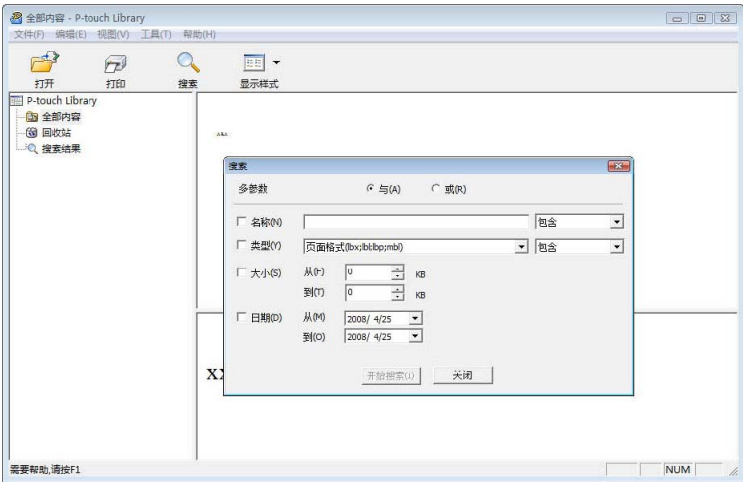 全部内容 - P-touch Library
文件(F) 编辑(E) 视图(V) 工具(T) 帮助(H)
打开 打印 搜索 显示样式
P-touch Library
全部内容
回收站
搜索结果
搜索
多参数 与(A) 或(R)
名称(N) 包含
类型(Y) 页面格式(lbx;lbl;lbp;mbl) 包含
大小(S) 从(F) 0 KB
到(T) 0 KB
日期(D) 从(M) 2008/ 4/25
到(O) 2008/ 4/25
开始搜索(I) 关闭
需要帮助,请按F1 NUM